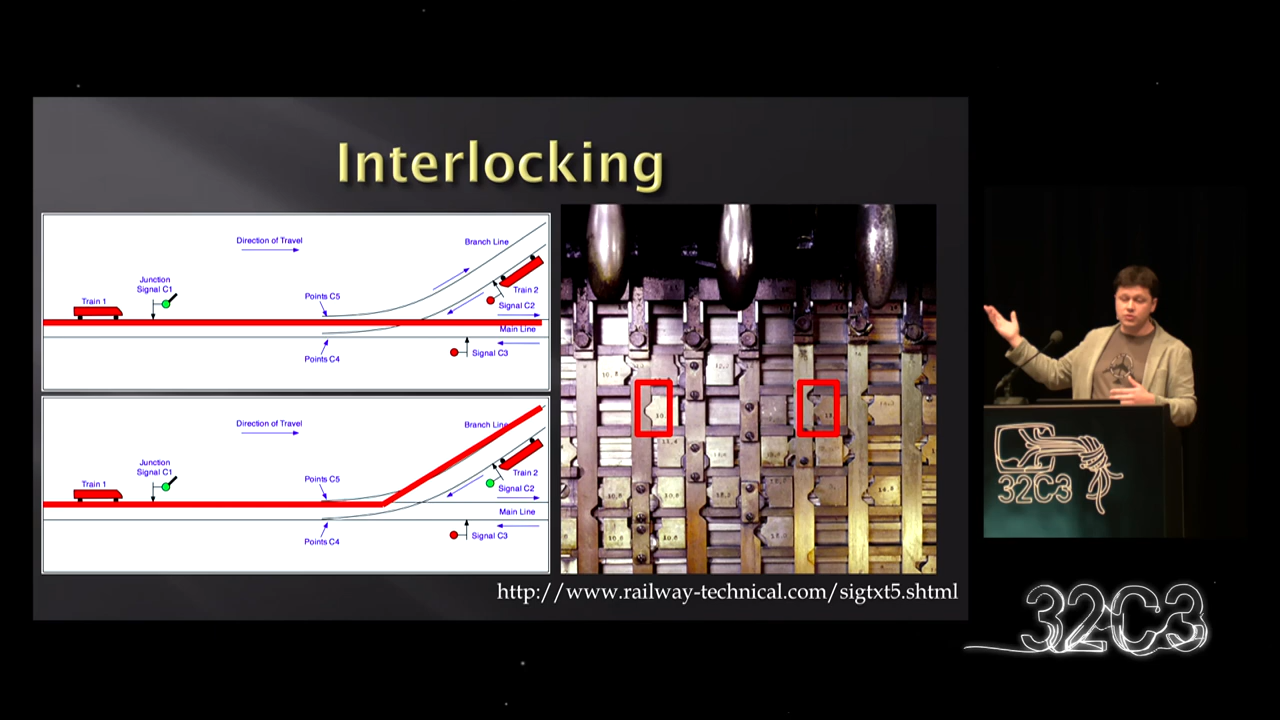 Interlocking
Direction of Travel
Branch Line
Junction
Signal C1
Train 1
Points C5
Train 2
Signal C2
Main Line
Points C4
Signal C3
Direction of Travel
Branch Line
Junction
Signal C1
Train 1
Points C5
Train 2
Signal C2
Main Line
Points C4
Signal C3
http://www.railway-technical.com/sigtxt5.shtml
32C3
32C3